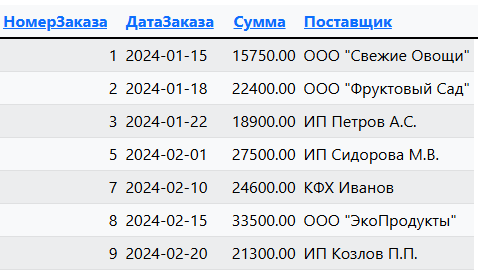 НомерЗаказа ДатаЗаказа Сумма Поставщик
1 2024-01-15 15750.00 ООО "Свежие Овощи"
2 2024-01-18 22400.00 ООО "Фруктовый Сад"
3 2024-01-22 18900.00 ИП Петров А.С.
5 2024-02-01 27500.00 ИП Сидорова М.В.
7 2024-02-10 24600.00 КФХ Иванов
8 2024-02-15 33500.00 ООО "ЭкоПродукты"
9 2024-02-20 21300.00 ИП Козлов П.П.